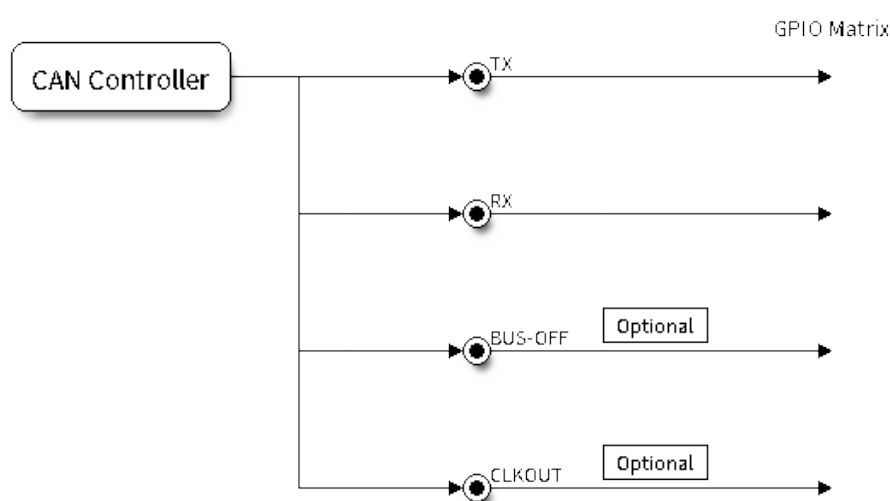 GPIO Matrix
CAN Controller
TX
RX
BUS-OFF
Optional
CLKOUT
Optional